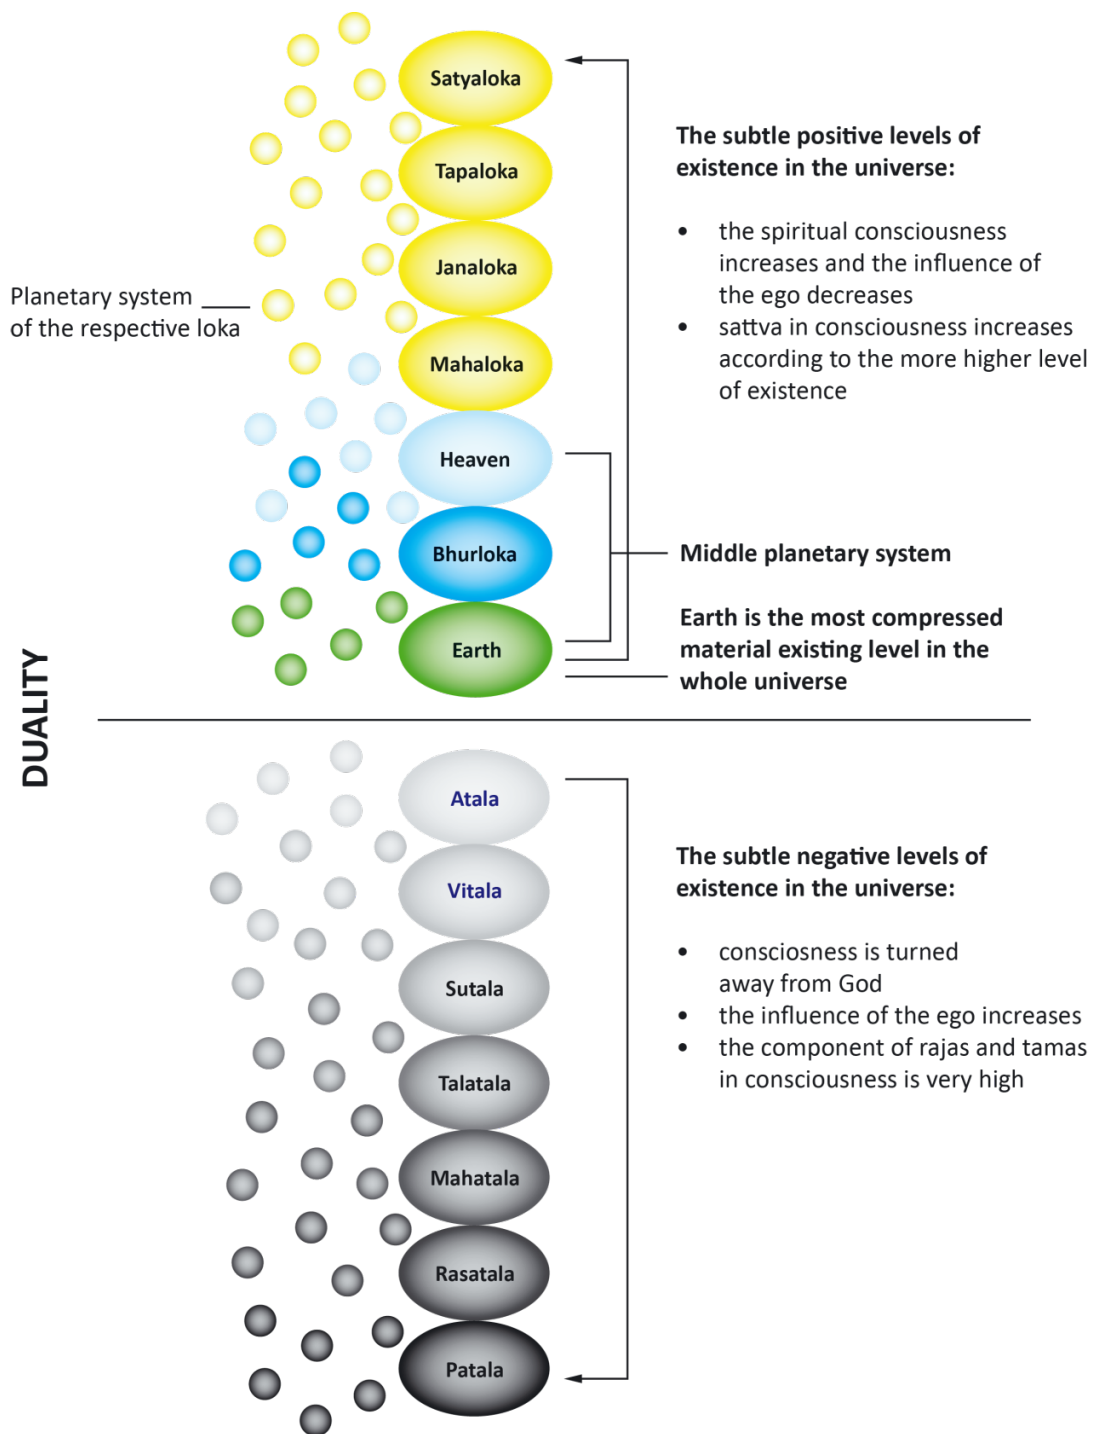 Satyaloka
Tapaloka
Janaloka
Mahaloka
Heaven
Bhurloka
Earth
Planetary system
of the respective loka
The subtle positive levels of
existence in the universe:
• the spiritual consciousness
increases and the influence of
the ego decreases
• sattva in consciousness increases
according to the more higher level
of existence
Middle planetary system
Earth is the most compressed
material existing level in the
whole universe
DUALITY
Atala
Vitala
Sutala
Talatala
Mahatala
Rasatala
Patala
The subtle negative levels of
existence in the universe:
• consciosness is turned
away from God
• the influence of the ego increases
• the component of rajas and tamas
in consciousness is very high